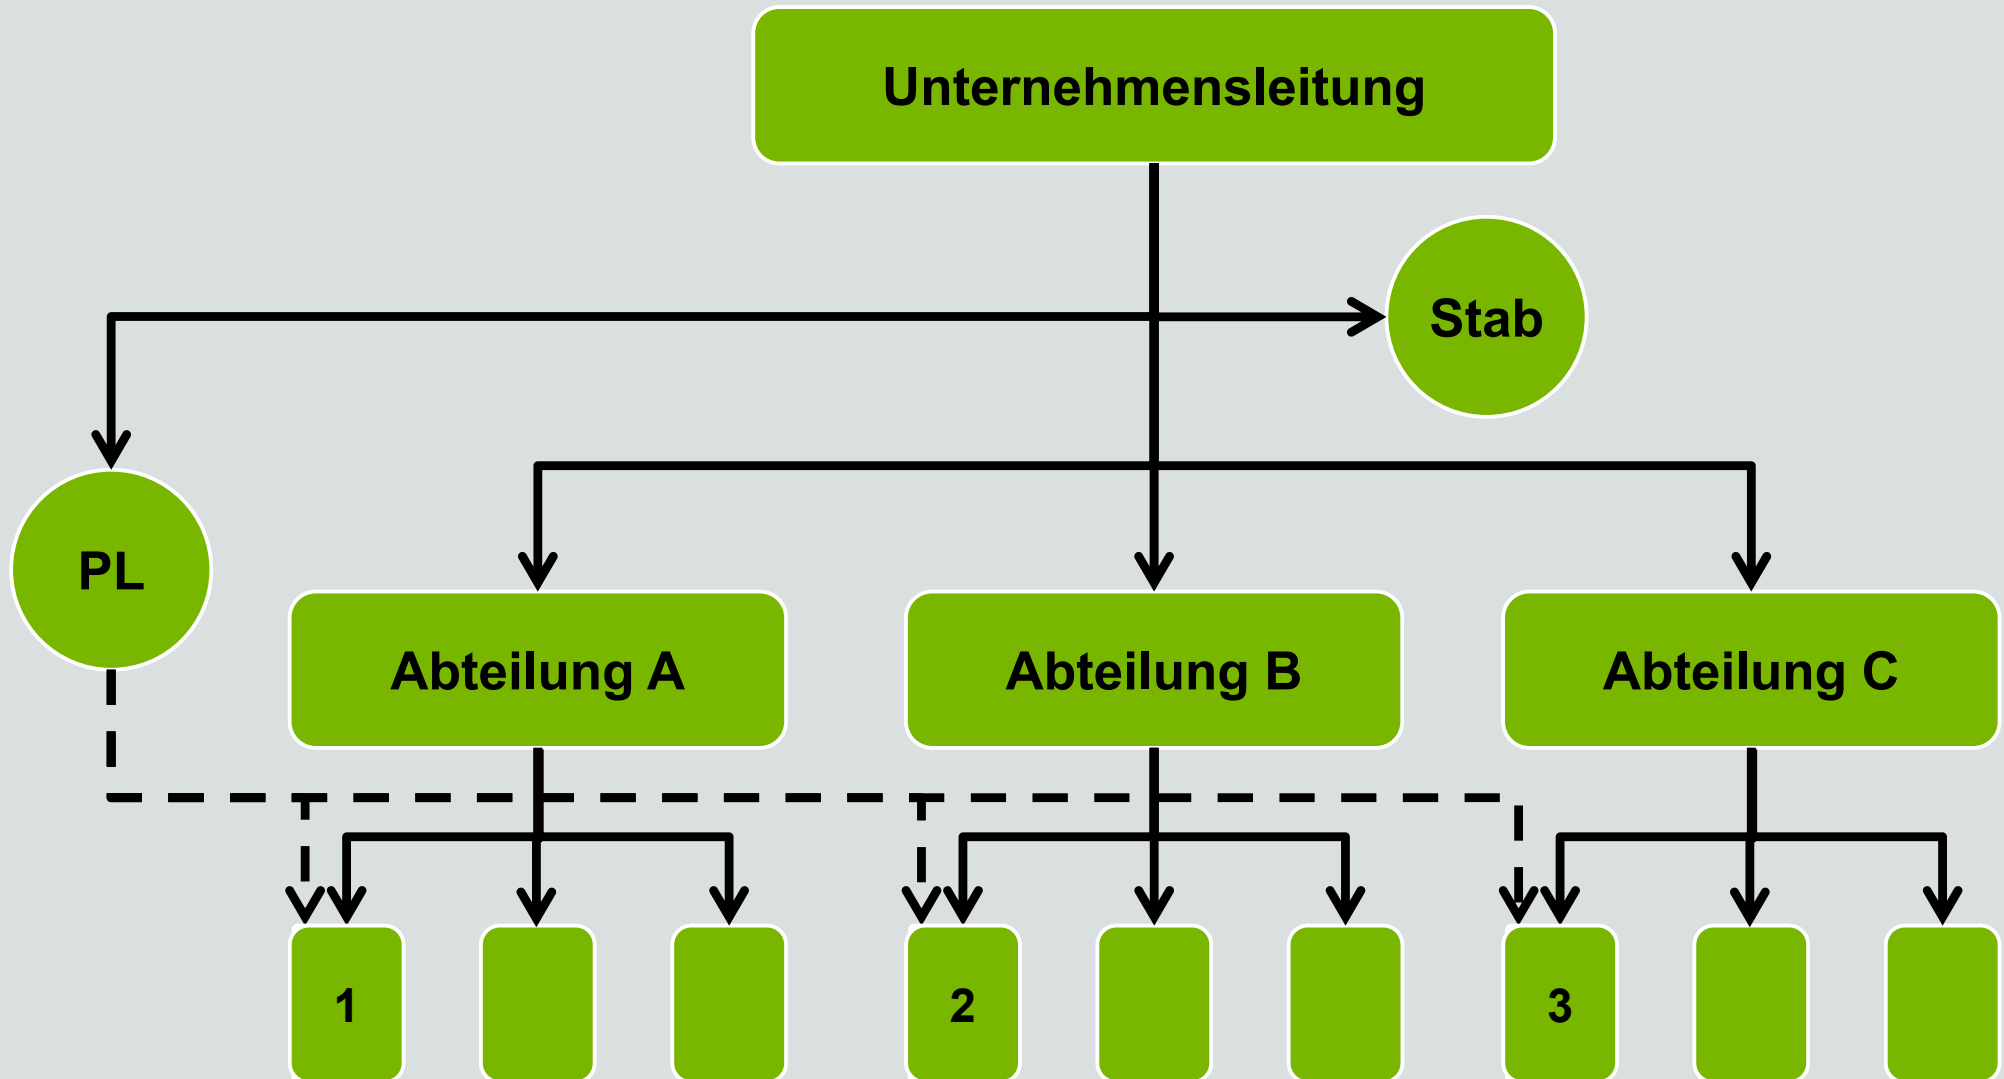 Unternehmensleitung
Stab
PL
Abteilung A
Abteilung B
Abteilung C
1
2
3